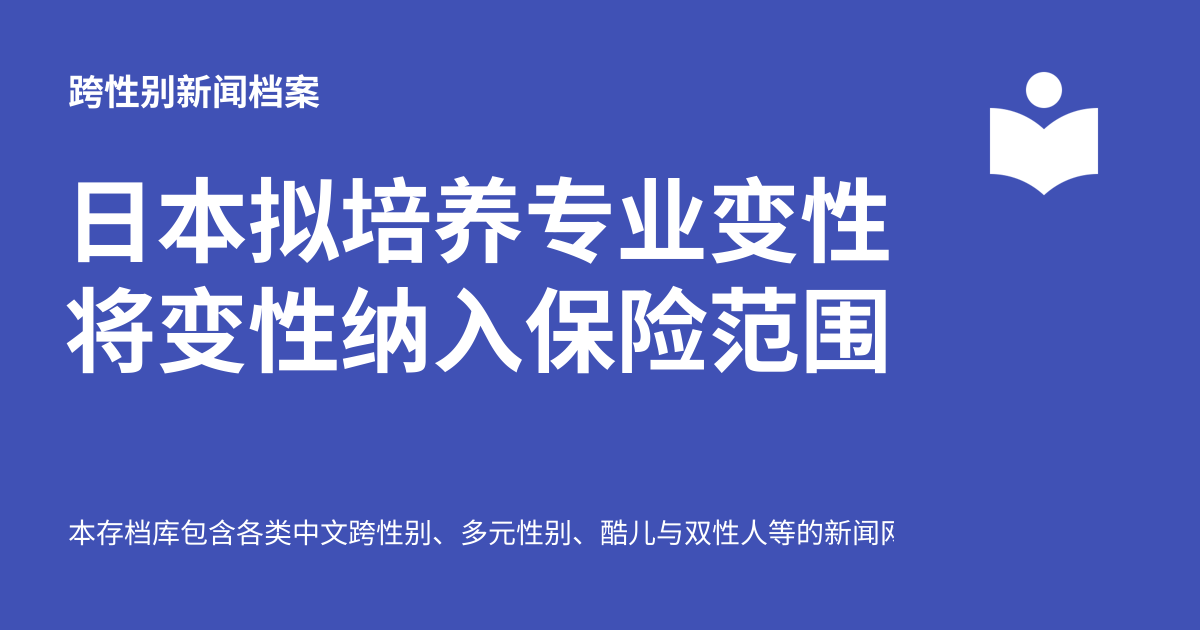 跨性别新闻档案
日本拟培养专业变性
将变性纳入保险范围
本存档库包含各类中文跨性别、多元性别、酷儿与双性人等的新闻